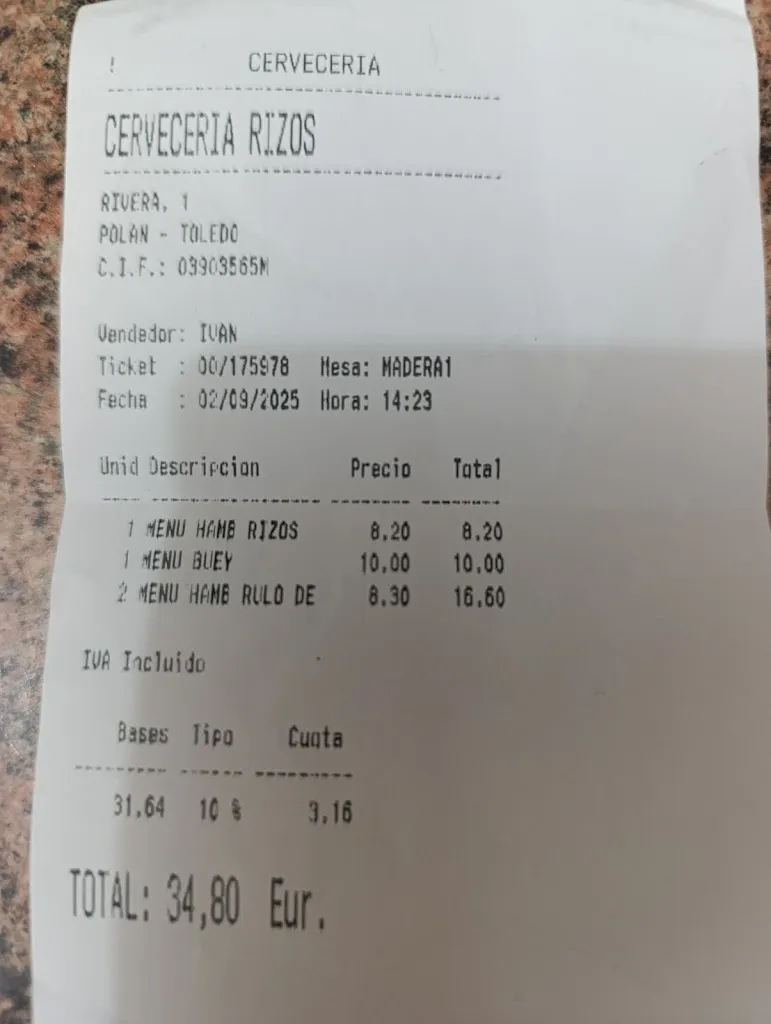 ! CERVECERIA
CERVECERIA RIZOS
RIVERA, 1
POLAN - TOLEDO
C.I.F.: 03903565M
Vendedor: IVAN
Ticket : 00/175978 Mesa: MADERA1
Fecha : 02/09/2025 Hora: 14:23
Unid Descripcion Precio Total
1 MENU HAMB RIZOS 8,20 8,20
1 MENU BUEY 10,00 10,00
2 MENU HAMB RULO DE 8,30 16,60
IVA Incluido
Bases Tipo Cuota
31,64 10 % 3,16
TOTAL: 34,80 Eur.